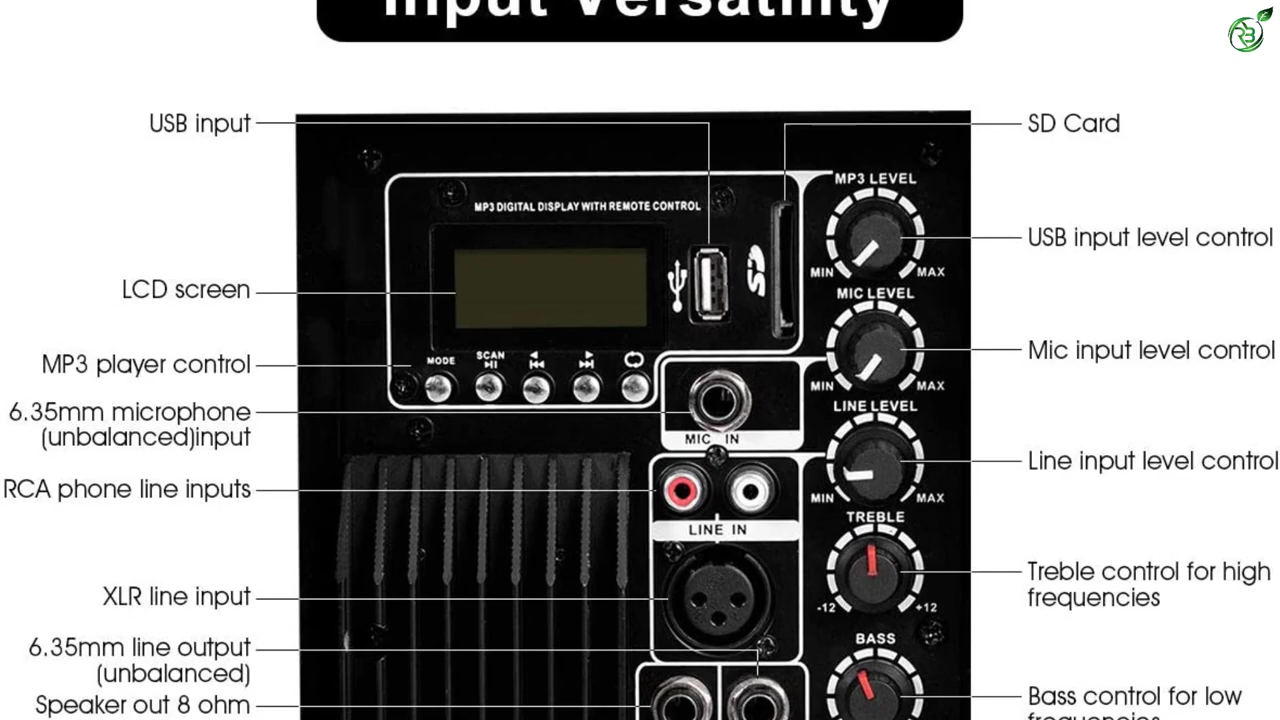 Input Versatility
USB input
SD Card
MP3 LEVEL
MP3 DIGITAL DISPLAY WITH REMOTE CONTROL
USB input level control
MIN
MAX
SD
LCD screen
MIC LEVEL
MODE
SCAN
MP3 player control
Mic input level control
MIN
MAX
6.35mm microphone
(unbalanced)input
LINE LEVEL
MIC IN
Line input level control
RCA phone line inputs
MIN
MAX
TREBLE
LINE IN
Treble control for high
frequencies
XLR line input
-12
+12
6.35mm line output
(unbalanced)
BASS
Speaker out 8 ohm
Bass control for low
frequencies
RB